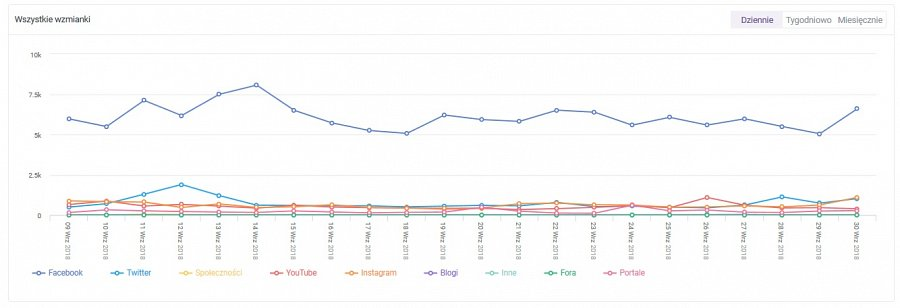 Wszystkie wzmianki
Dziennie Tygodniowo Miesięcznie
10k
7.5k
5k
2.5k
0
09 Wrz 2018
10 Wrz 2018
11 Wrz 2018
12 Wrz 2018
13 Wrz 2018
14 Wrz 2018
15 Wrz 2018
16 Wrz 2018
17 Wrz 2018
18 Wrz 2018
19 Wrz 2018
20 Wrz 2018
21 Wrz 2018
22 Wrz 2018
23 Wrz 2018
24 Wrz 2018
25 Wrz 2018
26 Wrz 2018
27 Wrz 2018
28 Wrz 2018
29 Wrz 2018
30 Wrz 2018
Facebook Twitter Społeczności YouTube Instagram Blogi Inne Fora Portale